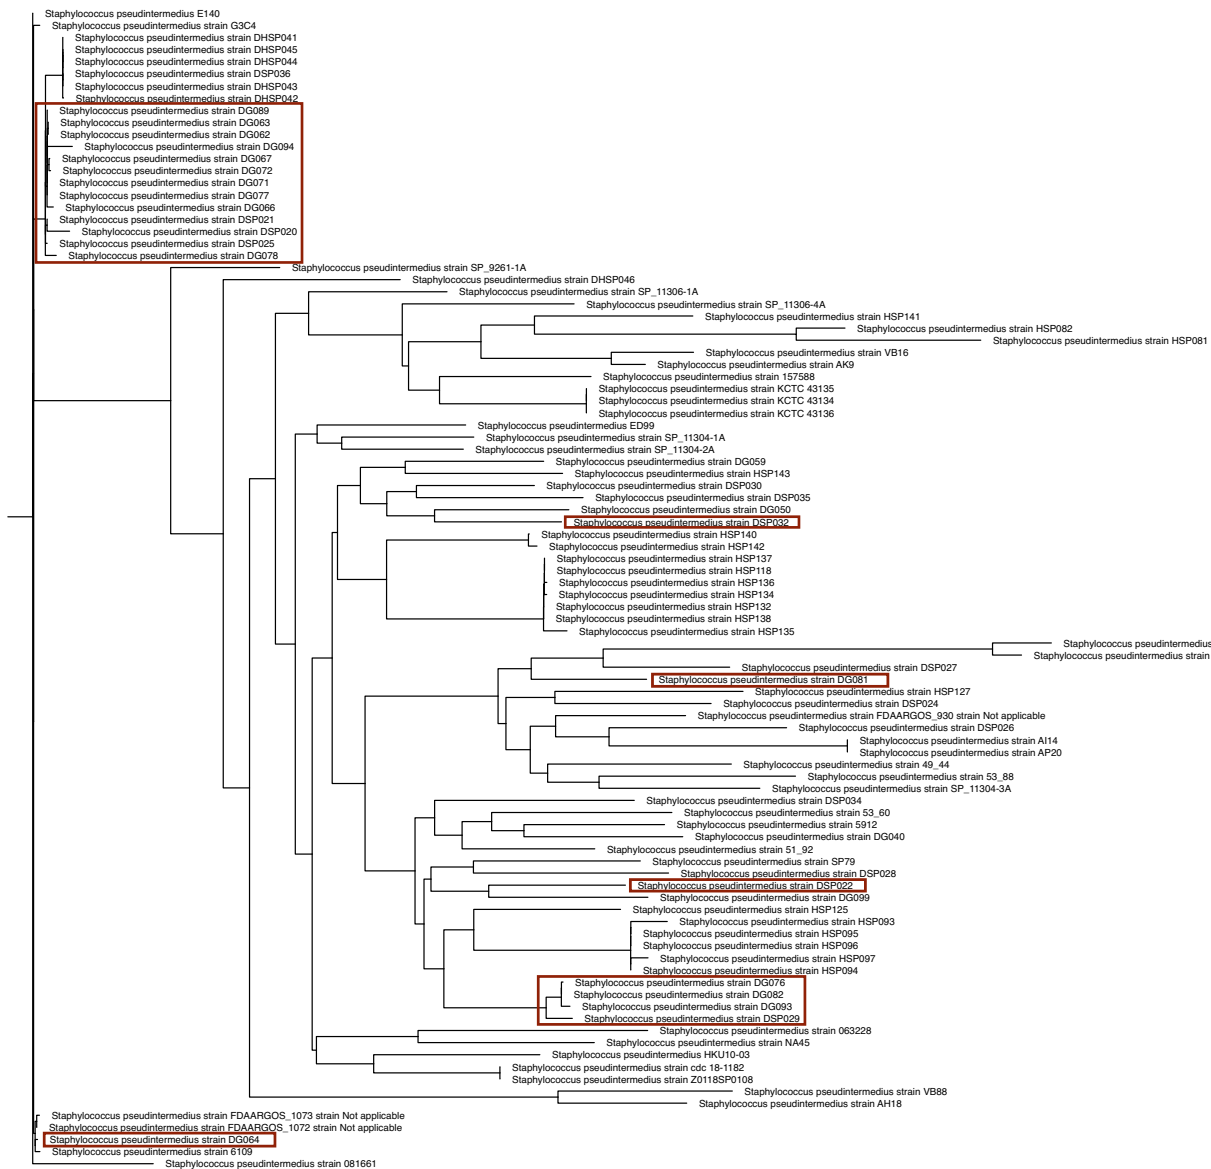 Staphylococcus pseudintermedius E140
Staphylococcus pseudintermedius strain G3C4
Staphylococcus pseudintermedius strain DHSP041
Staphylococcus pseudintermedius strain DHSP045
Staphylococcus pseudintermedius strain DHSP044
Staphylococcus pseudintermedius strain DSP036
Staphylococcus pseudintermedius strain DHSP043
Staphylococcus pseudintermedius strain DHSP042
Staphylococcus pseudintermedius strain DG089
Staphylococcus pseudintermedius strain DG063
Staphylococcus pseudintermedius strain DG062
Staphylococcus pseudintermedius strain DG094
Staphylococcus pseudintermedius strain DG067
Staphylococcus pseudintermedius strain DG072
Staphylococcus pseudintermedius strain DG071
Staphylococcus pseudintermedius strain DG077
Staphylococcus pseudintermedius strain DG066
Staphylococcus pseudintermedius strain DSP021
Staphylococcus pseudintermedius strain DSP020
Staphylococcus pseudintermedius strain DSP025
Staphylococcus pseudintermedius strain DG078
Staphylococcus pseudintermedius strain SP_9261-1A
Staphylococcus pseudintermedius strain DHSP046
Staphylococcus pseudintermedius strain SP_11306-1A
Staphylococcus pseudintermedius strain SP_11306-4A
Staphylococcus pseudintermedius strain HSP141
Staphylococcus pseudintermedius strain HSP082
Staphylococcus pseudintermedius strain HSP081
Staphylococcus pseudintermedius strain VB16
Staphylococcus pseudintermedius strain AK9
Staphylococcus pseudintermedius strain 157588
Staphylococcus pseudintermedius strain KCTC 43135
Staphylococcus pseudintermedius strain KCTC 43134
Staphylococcus pseudintermedius strain KCTC 43136
Staphylococcus pseudintermedius ED99
Staphylococcus pseudintermedius strain SP_11304-1A
Staphylococcus pseudintermedius strain SP_11304-2A
Staphylococcus pseudintermedius strain DG059
Staphylococcus pseudintermedius strain HSP143
Staphylococcus pseudintermedius strain DSP030
Staphylococcus pseudintermedius strain DSP035
Staphylococcus pseudintermedius strain DG050
Staphylococcus pseudintermedius strain DSP032
Staphylococcus pseudintermedius strain HSP140
Staphylococcus pseudintermedius strain HSP142
Staphylococcus pseudintermedius strain HSP137
Staphylococcus pseudintermedius strain HSP118
Staphylococcus pseudintermedius strain HSP136
Staphylococcus pseudintermedius strain HSP134
Staphylococcus pseudintermedius strain HSP132
Staphylococcus pseudintermedius strain HSP138
Staphylococcus pseudintermedius strain HSP135
Staphylococcus pseudintermedius
Staphylococcus pseudintermedius strain
Staphylococcus pseudintermedius strain DSP027
Staphylococcus pseudintermedius strain DG081
Staphylococcus pseudintermedius strain HSP127
Staphylococcus pseudintermedius strain DSP024
Staphylococcus pseudintermedius strain FDAARGOS_930 strain Not applicable
Staphylococcus pseudintermedius strain DSP026
Staphylococcus pseudintermedius strain AI14
Staphylococcus pseudintermedius strain AP20
Staphylococcus pseudintermedius strain 49_44
Staphylococcus pseudintermedius strain 53_88
Staphylococcus pseudintermedius strain SP_11304-3A
Staphylococcus pseudintermedius strain DSP034
Staphylococcus pseudintermedius strain 53_60
Staphylococcus pseudintermedius strain 5912
Staphylococcus pseudintermedius strain DG040
Staphylococcus pseudintermedius strain 51_92
Staphylococcus pseudintermedius strain SP79
Staphylococcus pseudintermedius strain DSP028
Staphylococcus pseudintermedius strain DSP022
Staphylococcus pseudintermedius strain DG099
Staphylococcus pseudintermedius strain HSP125
Staphylococcus pseudintermedius strain HSP093
Staphylococcus pseudintermedius strain HSP095
Staphylococcus pseudintermedius strain HSP096
Staphylococcus pseudintermedius strain HSP097
Staphylococcus pseudintermedius strain HSP094
Staphylococcus pseudintermedius strain DG076
Staphylococcus pseudintermedius strain DG082
Staphylococcus pseudintermedius strain DG093
Staphylococcus pseudintermedius strain DSP029
Staphylococcus pseudintermedius strain 063228
Staphylococcus pseudintermedius strain NA45
Staphylococcus pseudintermedius HKU10-03
Staphylococcus pseudintermedius strain cdc 18-1182
Staphylococcus pseudintermedius strain Z0118SP0108
Staphylococcus pseudintermedius strain VB88
Staphylococcus pseudintermedius strain AH18
Staphylococcus pseudintermedius strain FDAARGOS_1073 strain Not applicable
Staphylococcus pseudintermedius strain FDAARGOS_1072 strain Not applicable
Staphylococcus pseudintermedius strain DG064
Staphylococcus pseudintermedius strain 6109
Staphylococcus pseudintermedius strain 081661